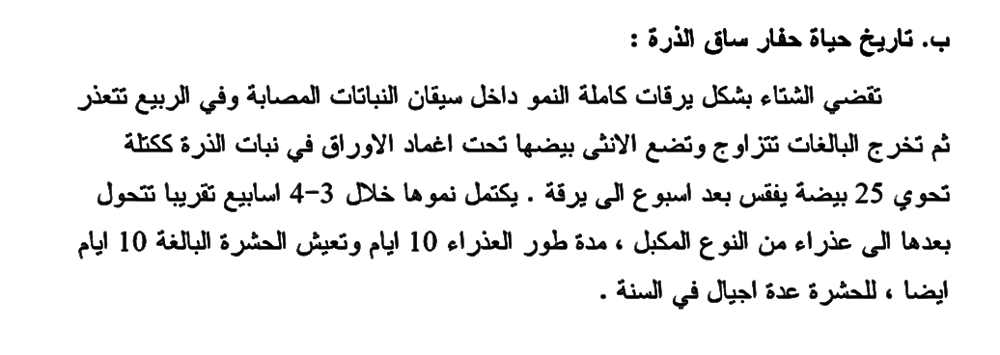 ب. تاريخ حياة حفار ساق الذرة :
تقضي الشتاء بشكل يرقات كاملة النمو داخل سيقان النباتات المصابة وفي الربيع تتعذر
ثم تخرج البالغات تتزاوج وتضع الانثى بيضها تحت اغماد الاوراق في نبات الذرة ككتلة
تحوي 25 بيضة يفقس بعد اسبوع الى يرقة . يكتمل نموها خلال 3-4 اسابيع تقريبا تتحول
بعدها الى عذراء من النوع المكبل ، مدة طور العذراء 10 ايام وتعيش الحشرة البالغة 10 ايام
ايضا ، للحشرة عدة اجيال في السنة .